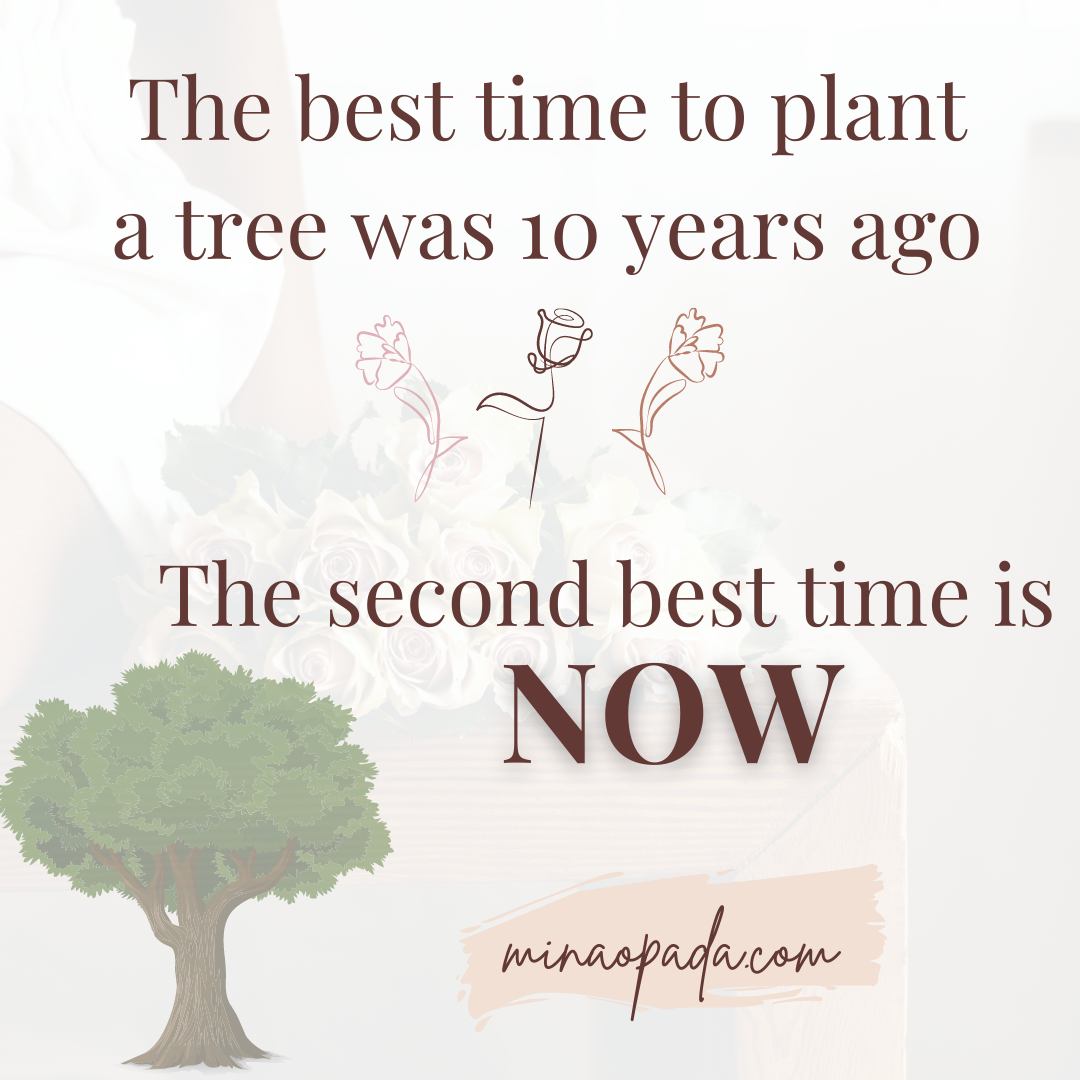 The best time to plant
a tree was 10 years ago
The second best time is
NOW
minaopada.com